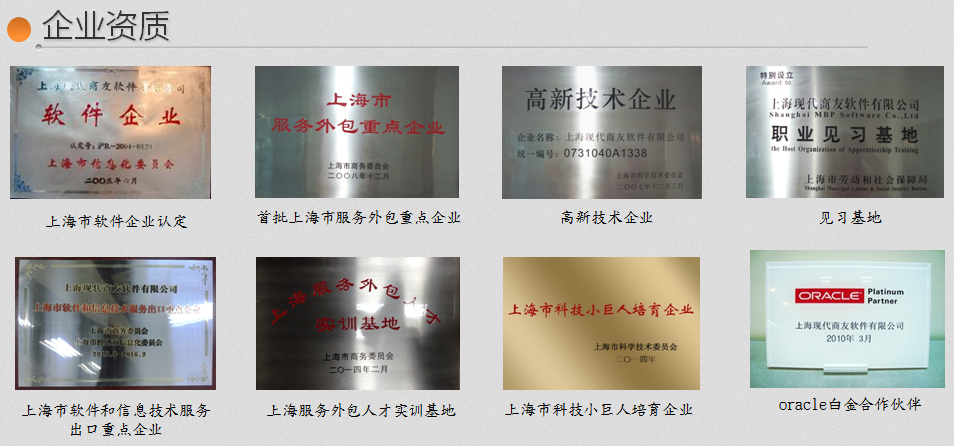 企业资质
上海现代商友软件有限公司
软件企业
认定号：沪R-2004-0120
上海市信息化委员会
二〇〇五年六月
上海市
服务外包重点企业
上海市商务委员会
二〇〇八年十二月
高新技术企业
企业名称：上海现代商友软件有限公司
统一编号：0731040A1338
上海市科学技术委员会
二〇〇七年十二月三日
特别设立
Award to
上海现代商友软件有限公司
Shanghai MBP Software Co.,Ltd
职业见习基地
the Host Organization of Apprenticeship Training
上海市劳动和社会保障局
Shanghai Municipal Labour & Social Security Bureau
上海市软件企业认定
首批上海市服务外包重点企业
高新技术企业
见习基地
上海现代商友软件有限公司
上海市软件和信息技术服务出口重点企业
上海市商务委员会
上海市经济和信息化委员会
上海服务外包人才
实训基地
上海市商务委员会
二〇一四年二月
上海市科技小巨人培育企业
上海市科学技术委员会
二〇一四年
ORACLE Platinum
Partner
上海现代商友软件有限公司
2010年 3月
上海市软件和信息技术服务
出口重点企业
上海服务外包人才实训基地
上海市科技小巨人培育企业
oracle白金合作伙伴